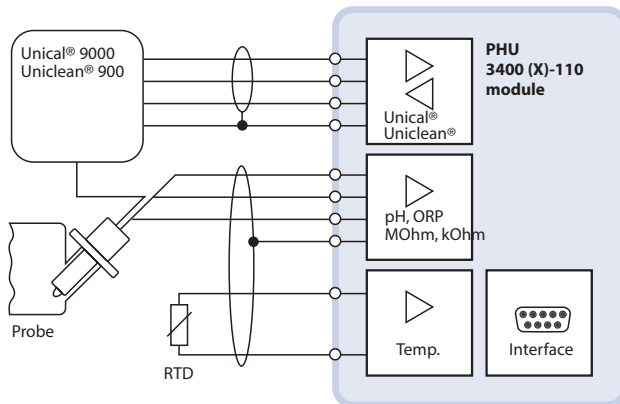 Unical® 9000
Uniclean® 900
PHU
3400 (X)-110
module
Unical®
Uniclean®
pH, ORP
MOhm, kOhm
Probe
RTD
Temp.
Interface